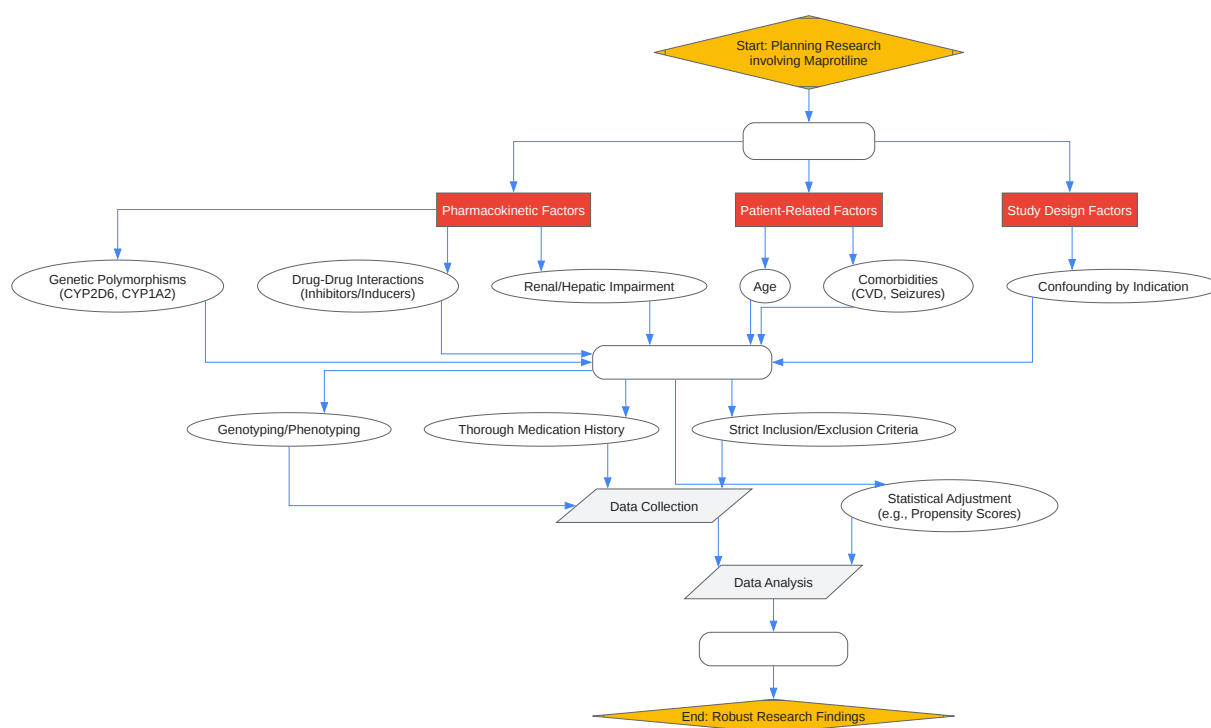 Start: Planning Research
involving Maprotiline
Pharmacokinetic Factors
Patient-Related Factors
Study Design Factors
Genetic Polymorphisms
(CYP2D6, CYP1A2)
Drug-Drug Interactions
(Inhibitors/Inducers)
Renal/Hepatic Impairment
Age
Comorbidities
(CVD, Seizures)
Confounding by Indication
Genotyping/Phenotyping
Thorough Medication History
Strict Inclusion/Exclusion Criteria
Data Collection
Statistical Adjustment
(e.g., Propensity Scores)
Data Analysis
End: Robust Research Findings